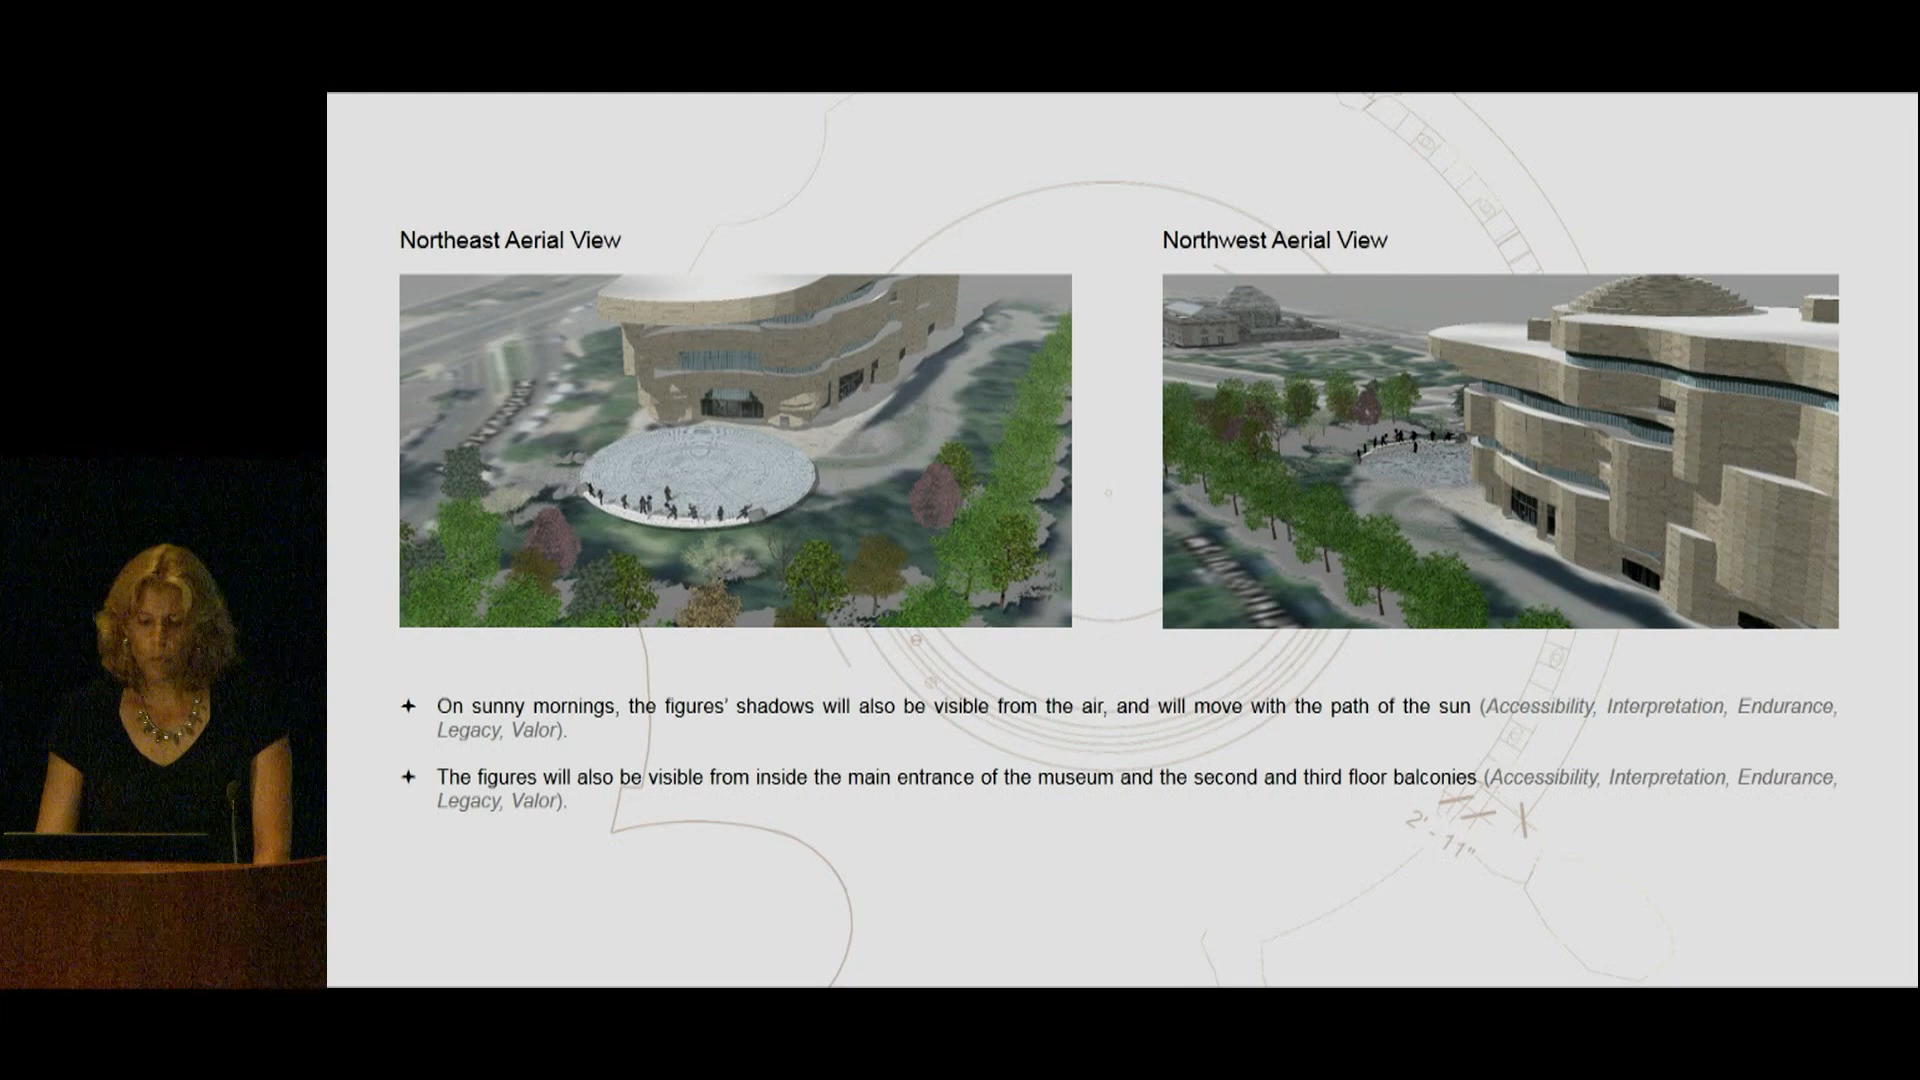 Northeast Aerial View
Northwest Aerial View
On sunny mornings, the figures' shadows will also be visible from the air, and will move with the path of the sun (Accessibility, Interpretation, Endurance,
Legacy, Valor).
The figures will also be visible from inside the main entrance of the museum and the second and third floor balconies (Accessibility, Interpretation, Endurance,
Legacy, Valor).
2'-11"